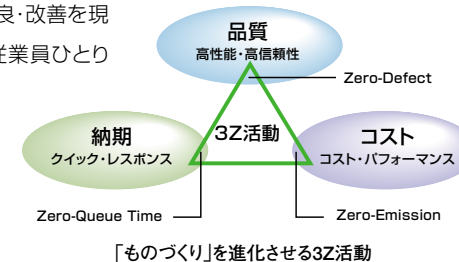 良・改善を現
従業員ひとり
品質
高性能・高信頼性
Zero-Defect
3Z活動
納期
クイック・レスポンス
コスト
コスト・パフォーマンス
Zero-Queue Time
Zero-Emission
「ものづくり」を進化させる3Z活動